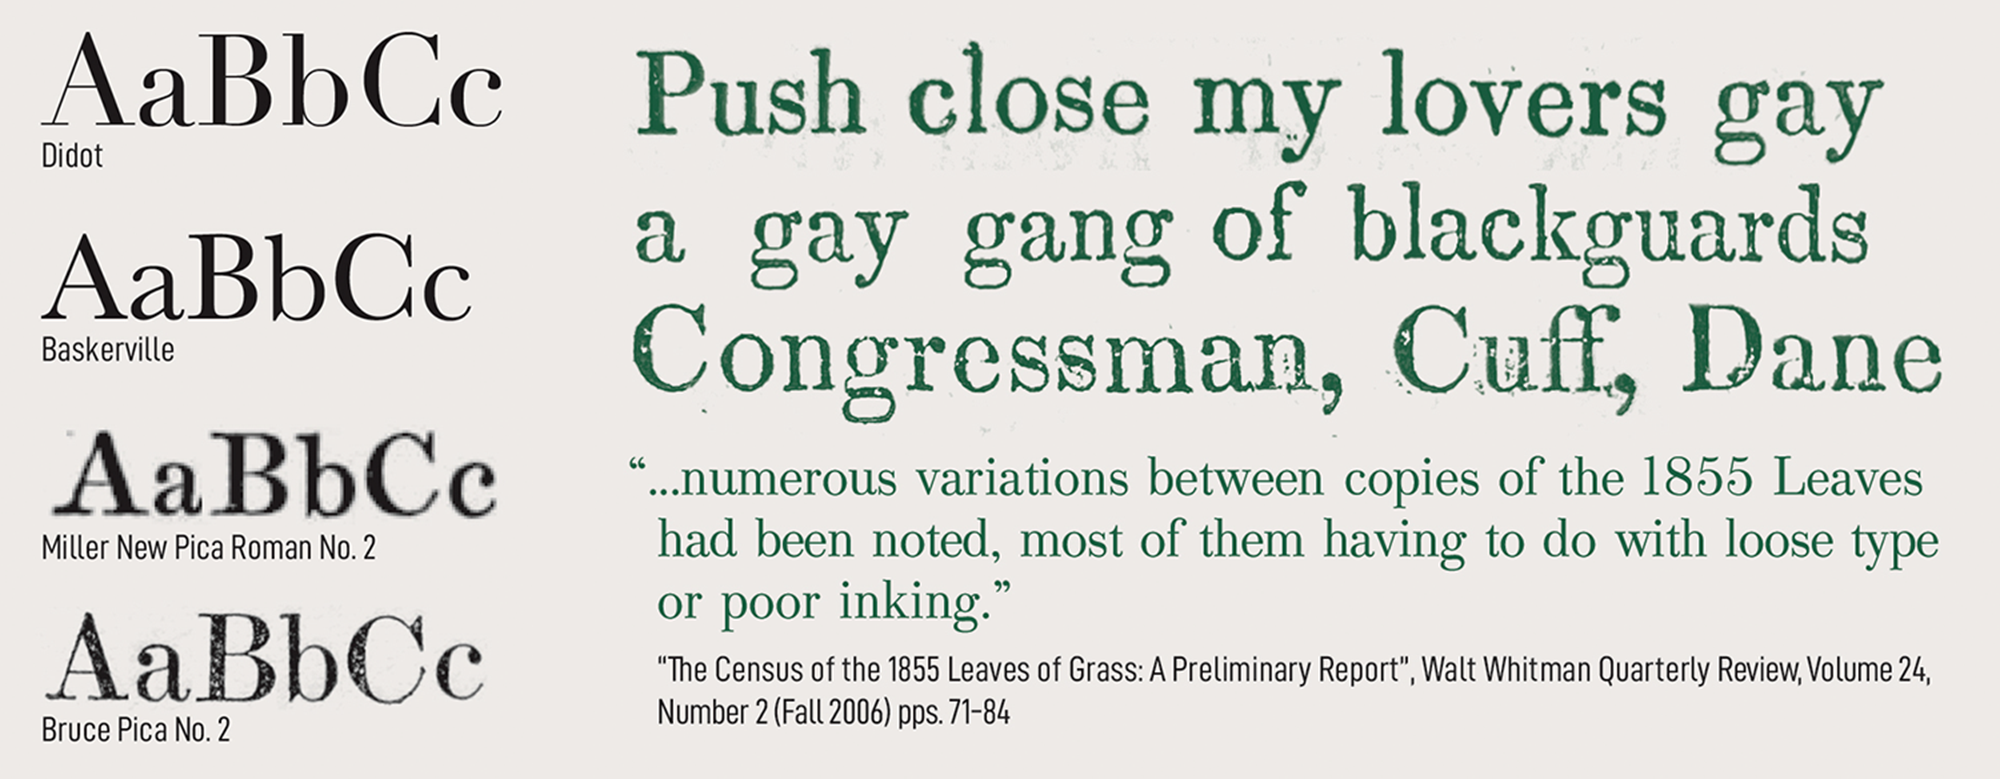 AaBbCc
Didot
AaBbCc
Baskerville
AaBbCc
Miller New Pica Roman No. 2
AaBbCc
Bruce Pica No. 2
Push close my lovers gay
a gay gang of blackguards
Congressman, Cuff, Dane
“...numerous variations between copies of the 1855 Leaves
had been noted, most of them having to do with loose type
or poor inking.”
“The Census of the 1855 Leaves of Grass: A Preliminary Report”, Walt Whitman Quarterly Review, Volume 24,
Number 2 (Fall 2006) pps. 71–84